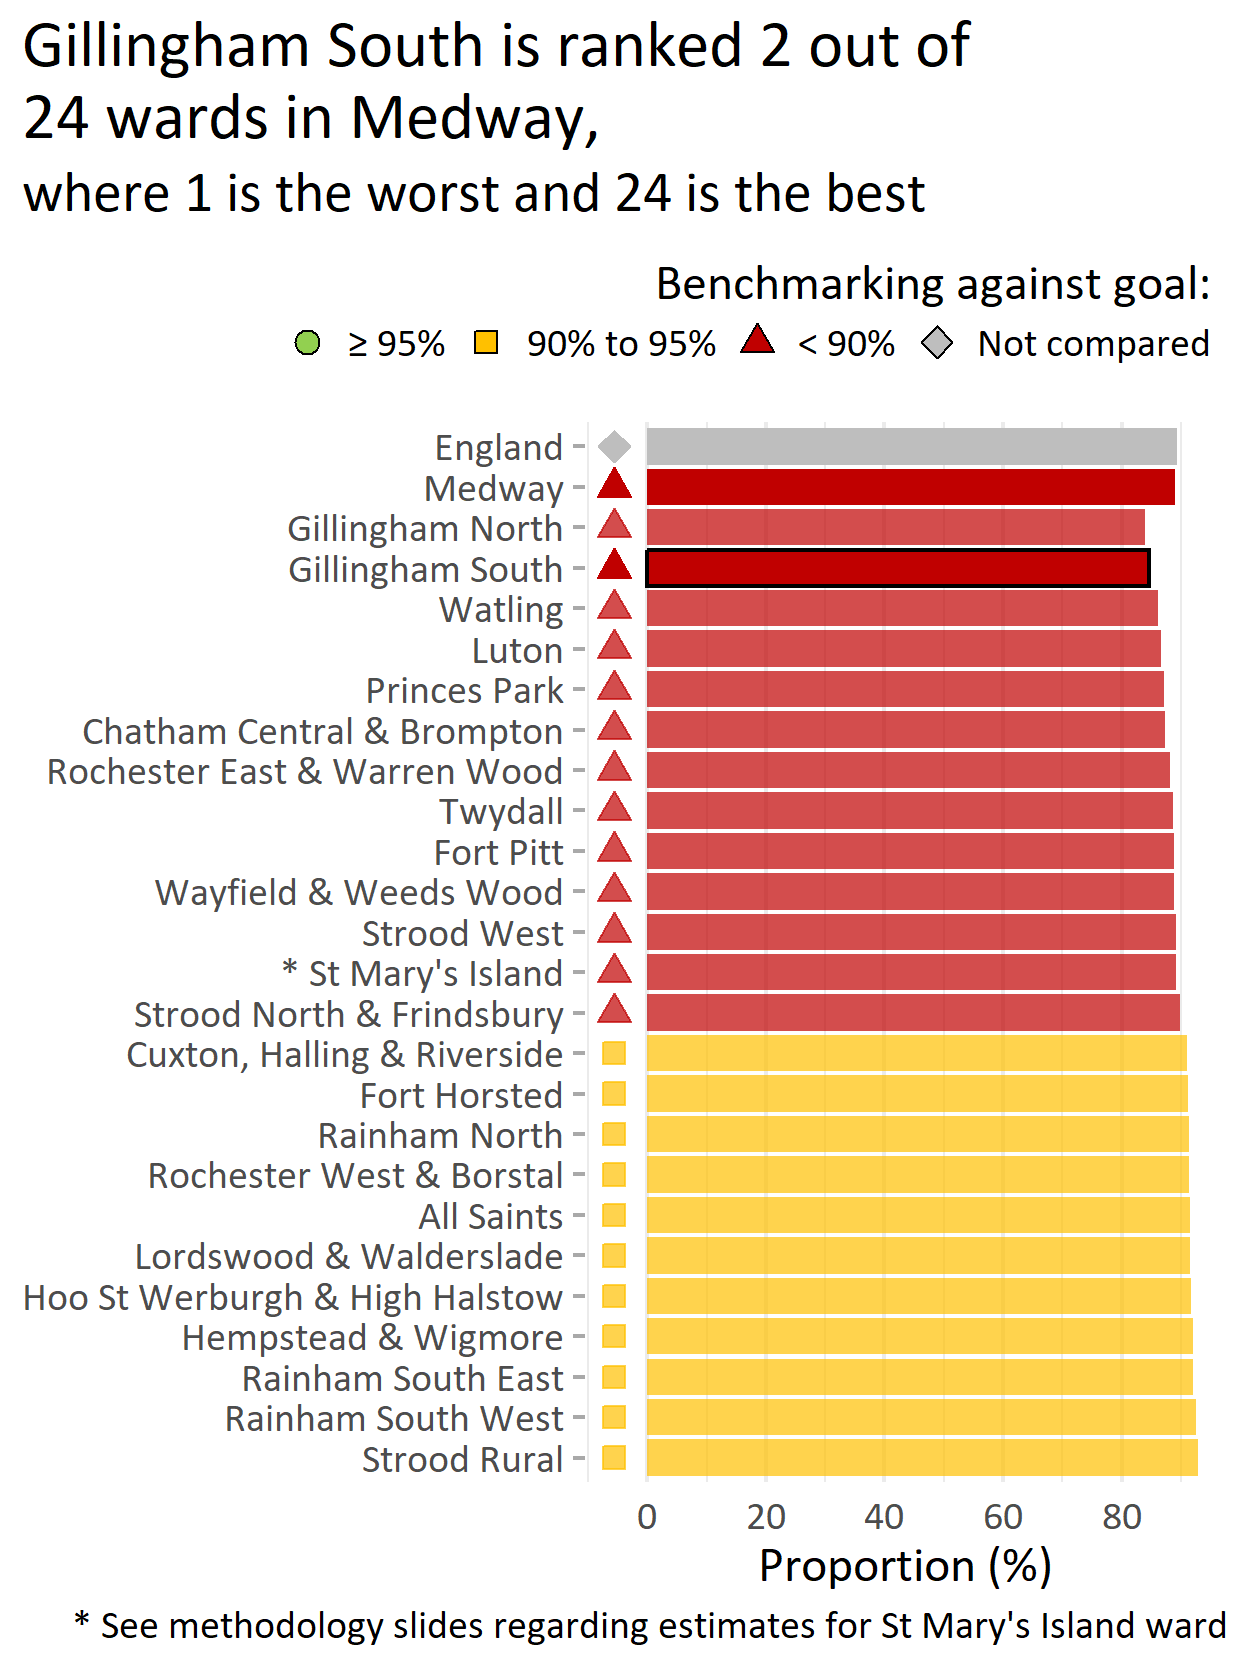 Gillingham South is ranked 2 out of
24 wards in Medway,
where 1 is the worst and 24 is the best
Benchmarking against goal:
≥ 95% 90% to 95% < 90% Not compared
England
Medway
Gillingham North
Gillingham South
Watling
Luton
Princes Park
Chatham Central & Brompton
Rochester East & Warren Wood
Twydall
Fort Pitt
Wayfield & Weeds Wood
Strood West
* St Mary's Island
Strood North & Frindsbury
Cuxton, Halling & Riverside
Fort Horsted
Rainham North
Rochester West & Borstal
All Saints
Lordswood & Walderslade
Hoo St Werburgh & High Halstow
Hempstead & Wigmore
Rainham South East
Rainham South West
Strood Rural
0 20 40 60 80
Proportion (%)
* See methodology slides regarding estimates for St Mary's Island ward